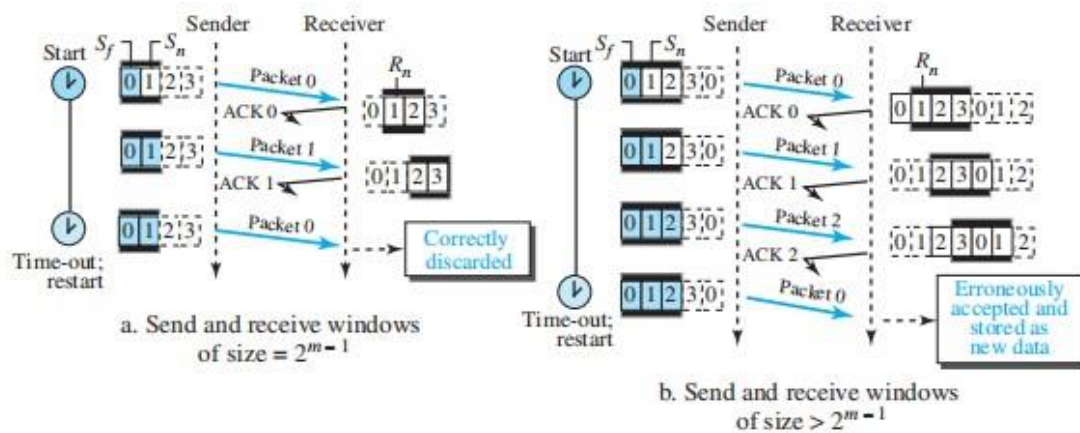 Sender
Receiver
Start
S_f
S_n
0 1 2 3
Packet 0
R_n
ACK 0
0 1 2 3
0 1 2 3
Packet 1
ACK 1
0 1 2 3
0 1 2 3
Packet 0
Time-out;
restart
Correctly
discarded
a. Send and receive windows
of size = 2^{m – 1}
Sender
Receiver
Start
S_f
S_n
0 1 2 3 0
Packet 0
R_n
ACK 0
0 1 2 3 0 1 2
0 1 2 3 0
Packet 1
ACK 1
0 1 2 3 0 1 2
0 1 2 3 0
Packet 2
ACK 2
0 1 2 3 0 1 2
0 1 2 3 0
Packet 0
Time-out;
restart
Erroneously
accepted and
stored as
new data
b. Send and receive windows
of size > 2^{m – 1}